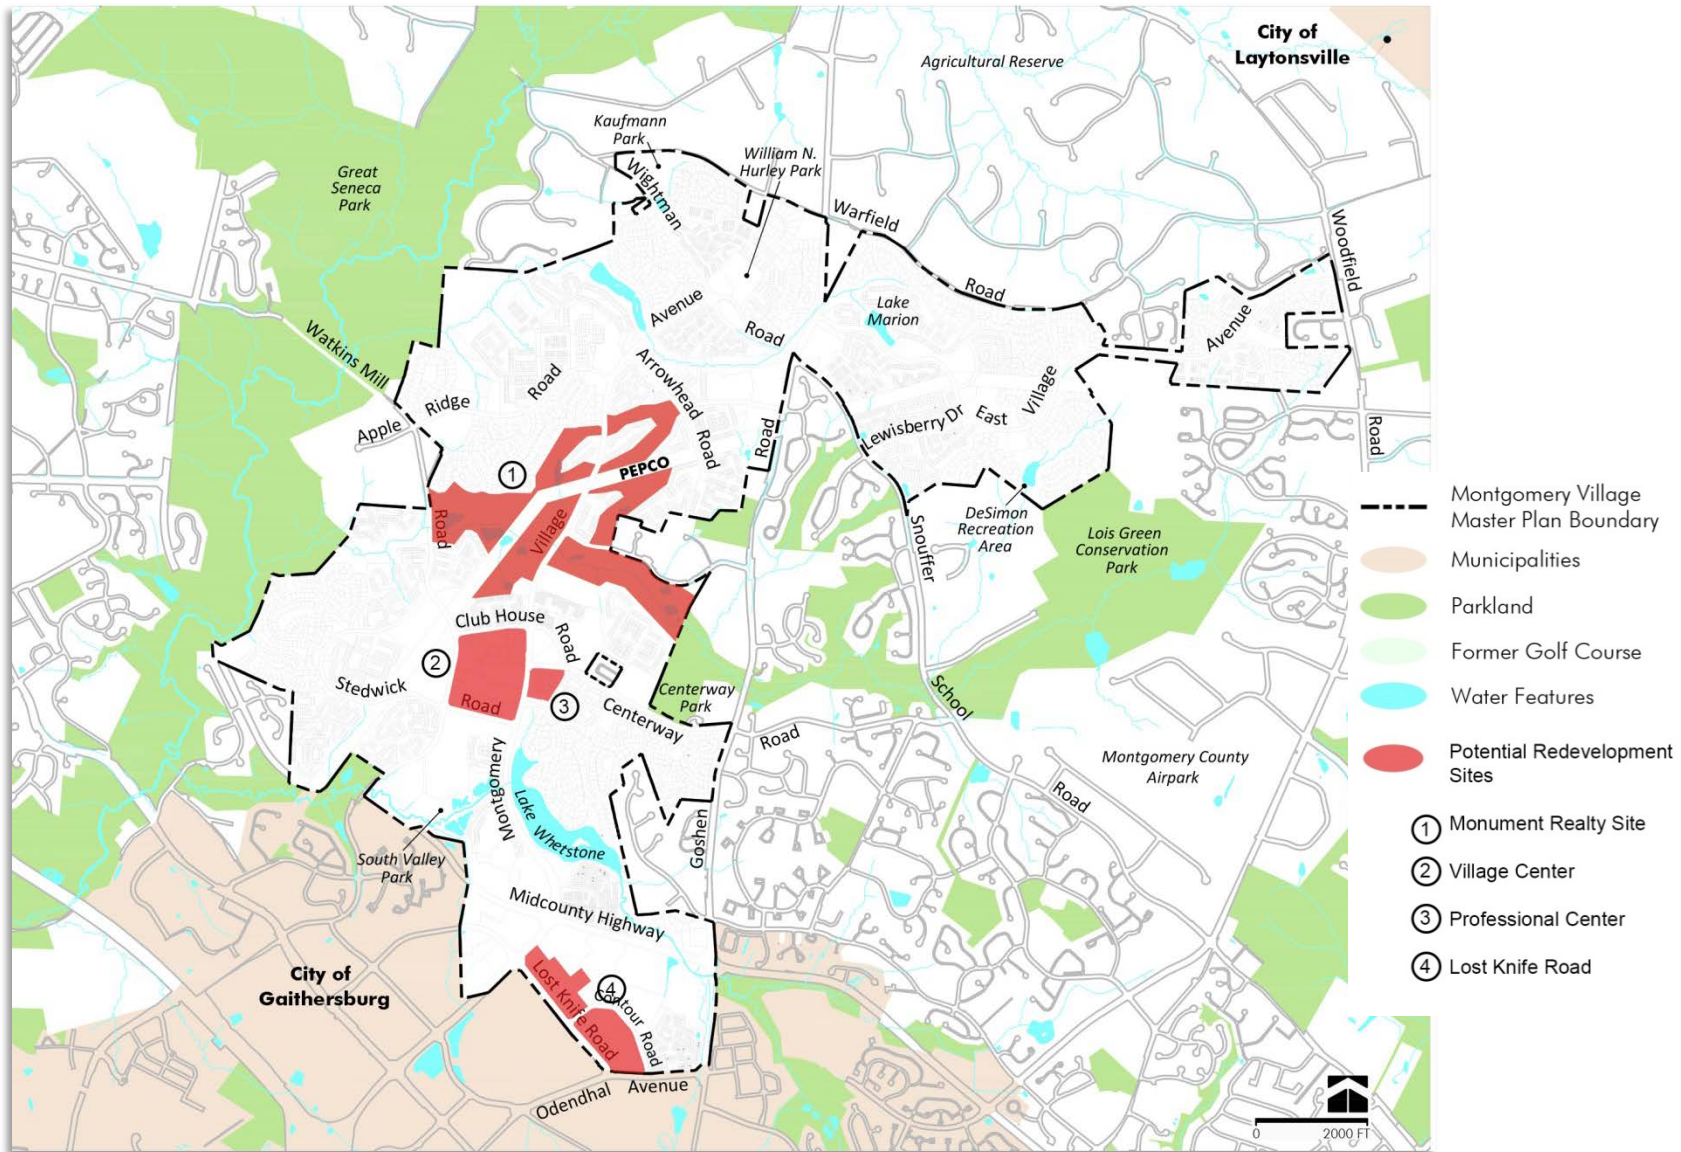 City of
Laytonsville
Agricultural Reserve
Kaufmann
Park
William N.
Hurley Park
Great
Seneca
Park
Wightman
Warfield
Woodfield
Road
Avenue
Lake
Marion
Road
Avenue
Watkins Mill
Road
Arrowhead
Road
Village
East
Lewisberry Dr
Ridge
Apple
Road
Road
1
PEPCO
Road
Village
DeSimon
Recreation
Area
Lois Green
Conservation
Park
Snouffer
Club House
Road
2
Stedwick
Road
3
Centerway
Centerway
Park
School
Road
Montgomery County
Airpark
Road
Montgomery
Lake Whetstone
Goshen
South Valley
Park
Midcounty Highway
City of
Gaithersburg
Lost Knife Road
4
Contour Road
Odendhal Avenue
Montgomery Village
Master Plan Boundary
Municipalities
Parkland
Former Golf Course
Water Features
Potential Redevelopment
Sites
1 Monument Realty Site
2 Village Center
3 Professional Center
4 Lost Knife Road
0 2000 FT